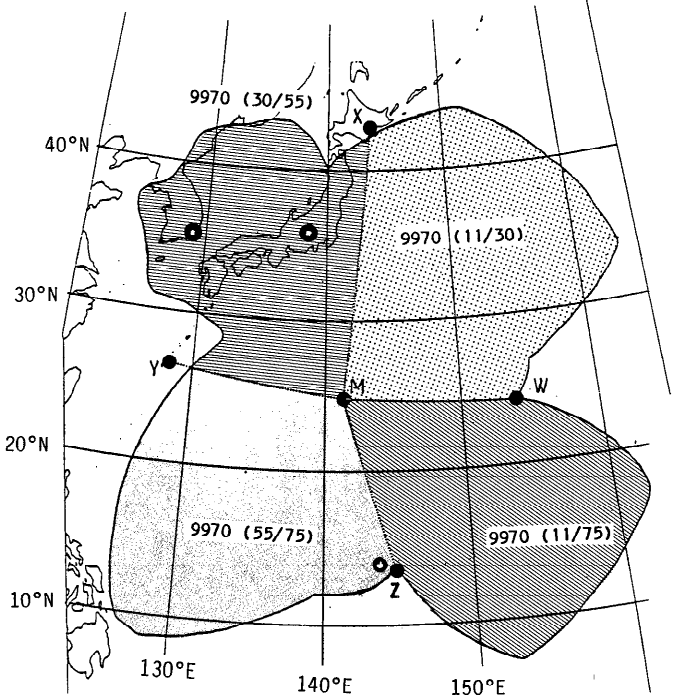 9970 (30/55)
X
40°N
9970 (11/30)
30°N
Y
M
W
20°N
9970 (55/75)
9970 (11/75)
Z
10°N
130°E
140°E
150°E